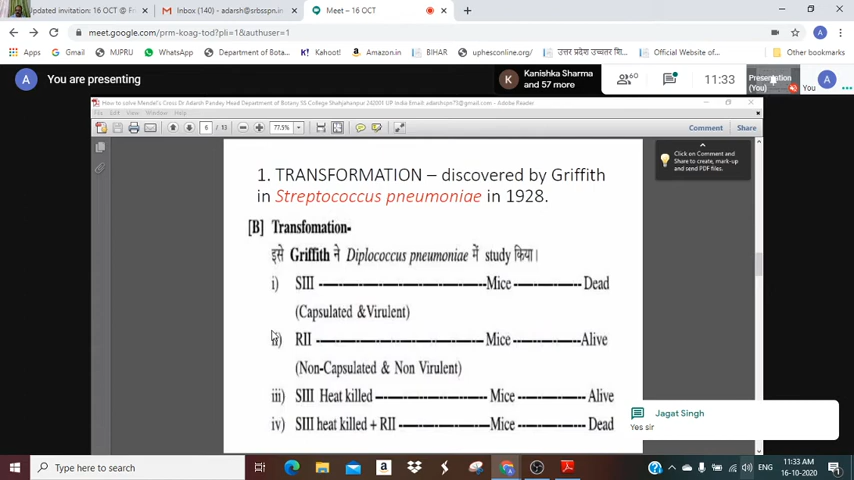 Updated invitation: 16 OCT @ Fri
Inbox (140) - adarsh@srbsspn.in
Meet – 16 OCT
meet.google.com/prm-koag-tod?pli=1&authuser=1
Apps
Gmail
MJPRU
WhatsApp
Department of Bota...
Kahoot!
Amazon.in
BIHAR
uphesconline.org/
उत्तर प्रदेश उच्चतर शि...
Official Website of...
Other bookmarks
A
You are presenting
K
Kanishka Sharma
and 57 more
60
11:33
Presentation
(You)
A
You
How to solve Mendel's Cross Dr Adarsh Pandey Head Department of Botany SS College Shahjahanpur 242001 UP India Email: adarshspn75@gmail.com - Adobe Reader
File Edit View Window Help
6 / 13
77.5%
Comment
Share
Click on Comment and
Share to create, mark-up
and send PDF files.
1. TRANSFORMATION – discovered by Griffith
in Streptococcus pneumoniae in 1928.
[B] Transfomation-
इसे Griffith ने Diplococcus pneumoniae में study किया।
i) SIII ----------------------------------Mice -------------- Dead
(Capsulated &Virulent)
ii) RII ---------------------------------- Mice --------------Alive
(Non-Capsulated & Non Virulent)
iii) SIII Heat killed----------------------- Mice -------------- Alive
iv) SIII heat killed + RII ------------------Mice -------------- Dead
Jagat Singh
Yes sir
Type here to search
ENG
11:33 AM
16-10-2020